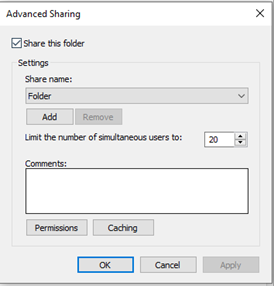 Advanced Sharing
Share this folder
Settings
Share name:
Folder
Add Remove
Limit the number of simultaneous users to: 20
Comments:
Permissions Caching
OK Cancel Apply